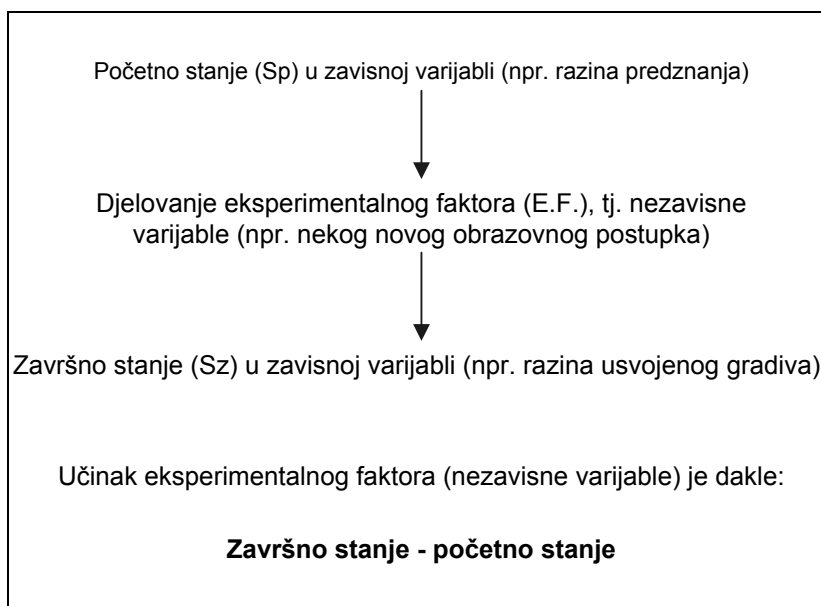 Početno stanje (Sp) u zavisnoj varijabli (npr. razina predznanja)
Djelovanje eksperimentalnog faktora (E.F.), tj. nezavisne
varijable (npr. nekog novog obrazovnog postupka)
Završno stanje (Sz) u zavisnoj varijabli (npr. razina usvojenog gradiva)
Učinak eksperimentalnog faktora (nezavisne varijable) je dakle:
Završno stanje - početno stanje